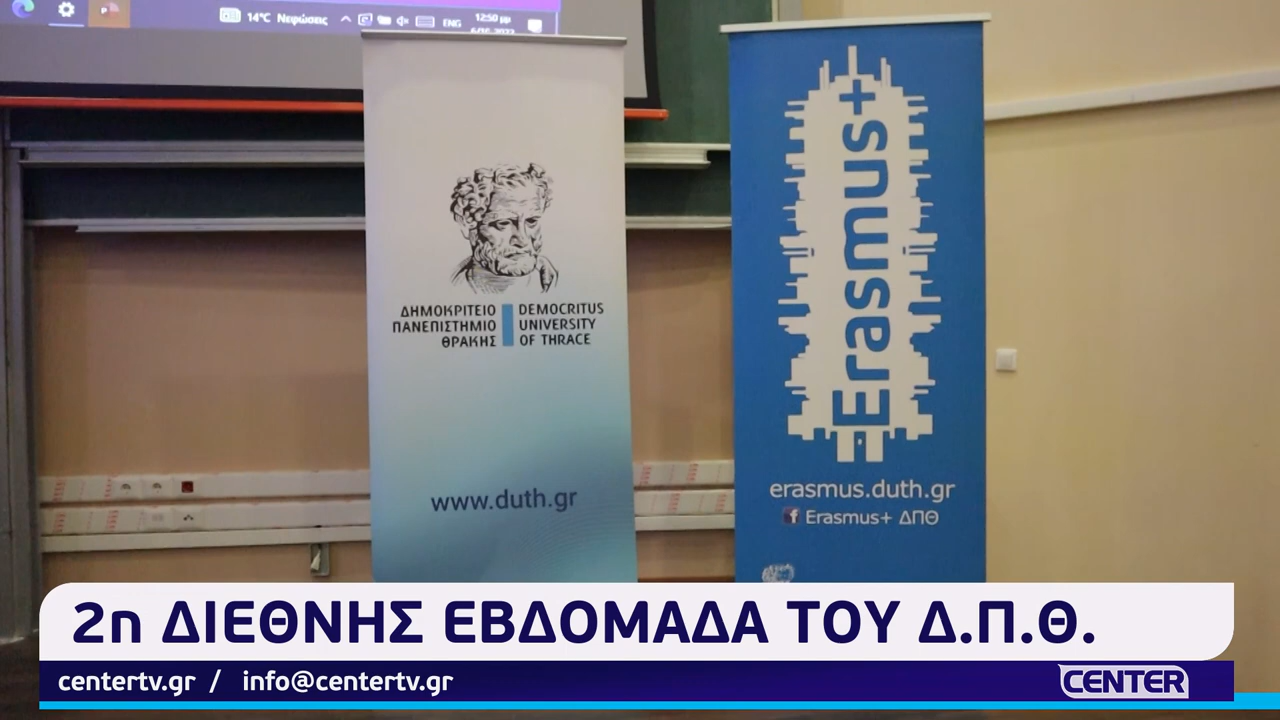 14°C Νεφώσεις
ENG
12:50 μμ
ΔΗΜΟΚΡΙΤΕΙΟ
ΠΑΝΕΠΙΣΤΗΜΙΟ
ΘΡΑΚΗΣ
DEMOCRITUS
UNIVERSITY
OF THRACE
www.duth.gr
Erasmus+
erasmus.duth.gr
f Erasmus+ ΔΠΘ
2η ΔΙΕΘΝΗΣ ΕΒΔΟΜΑΔΑ ΤΟΥ Δ.Π.Θ.
centertv.gr / info@centertv.gr
CENTER